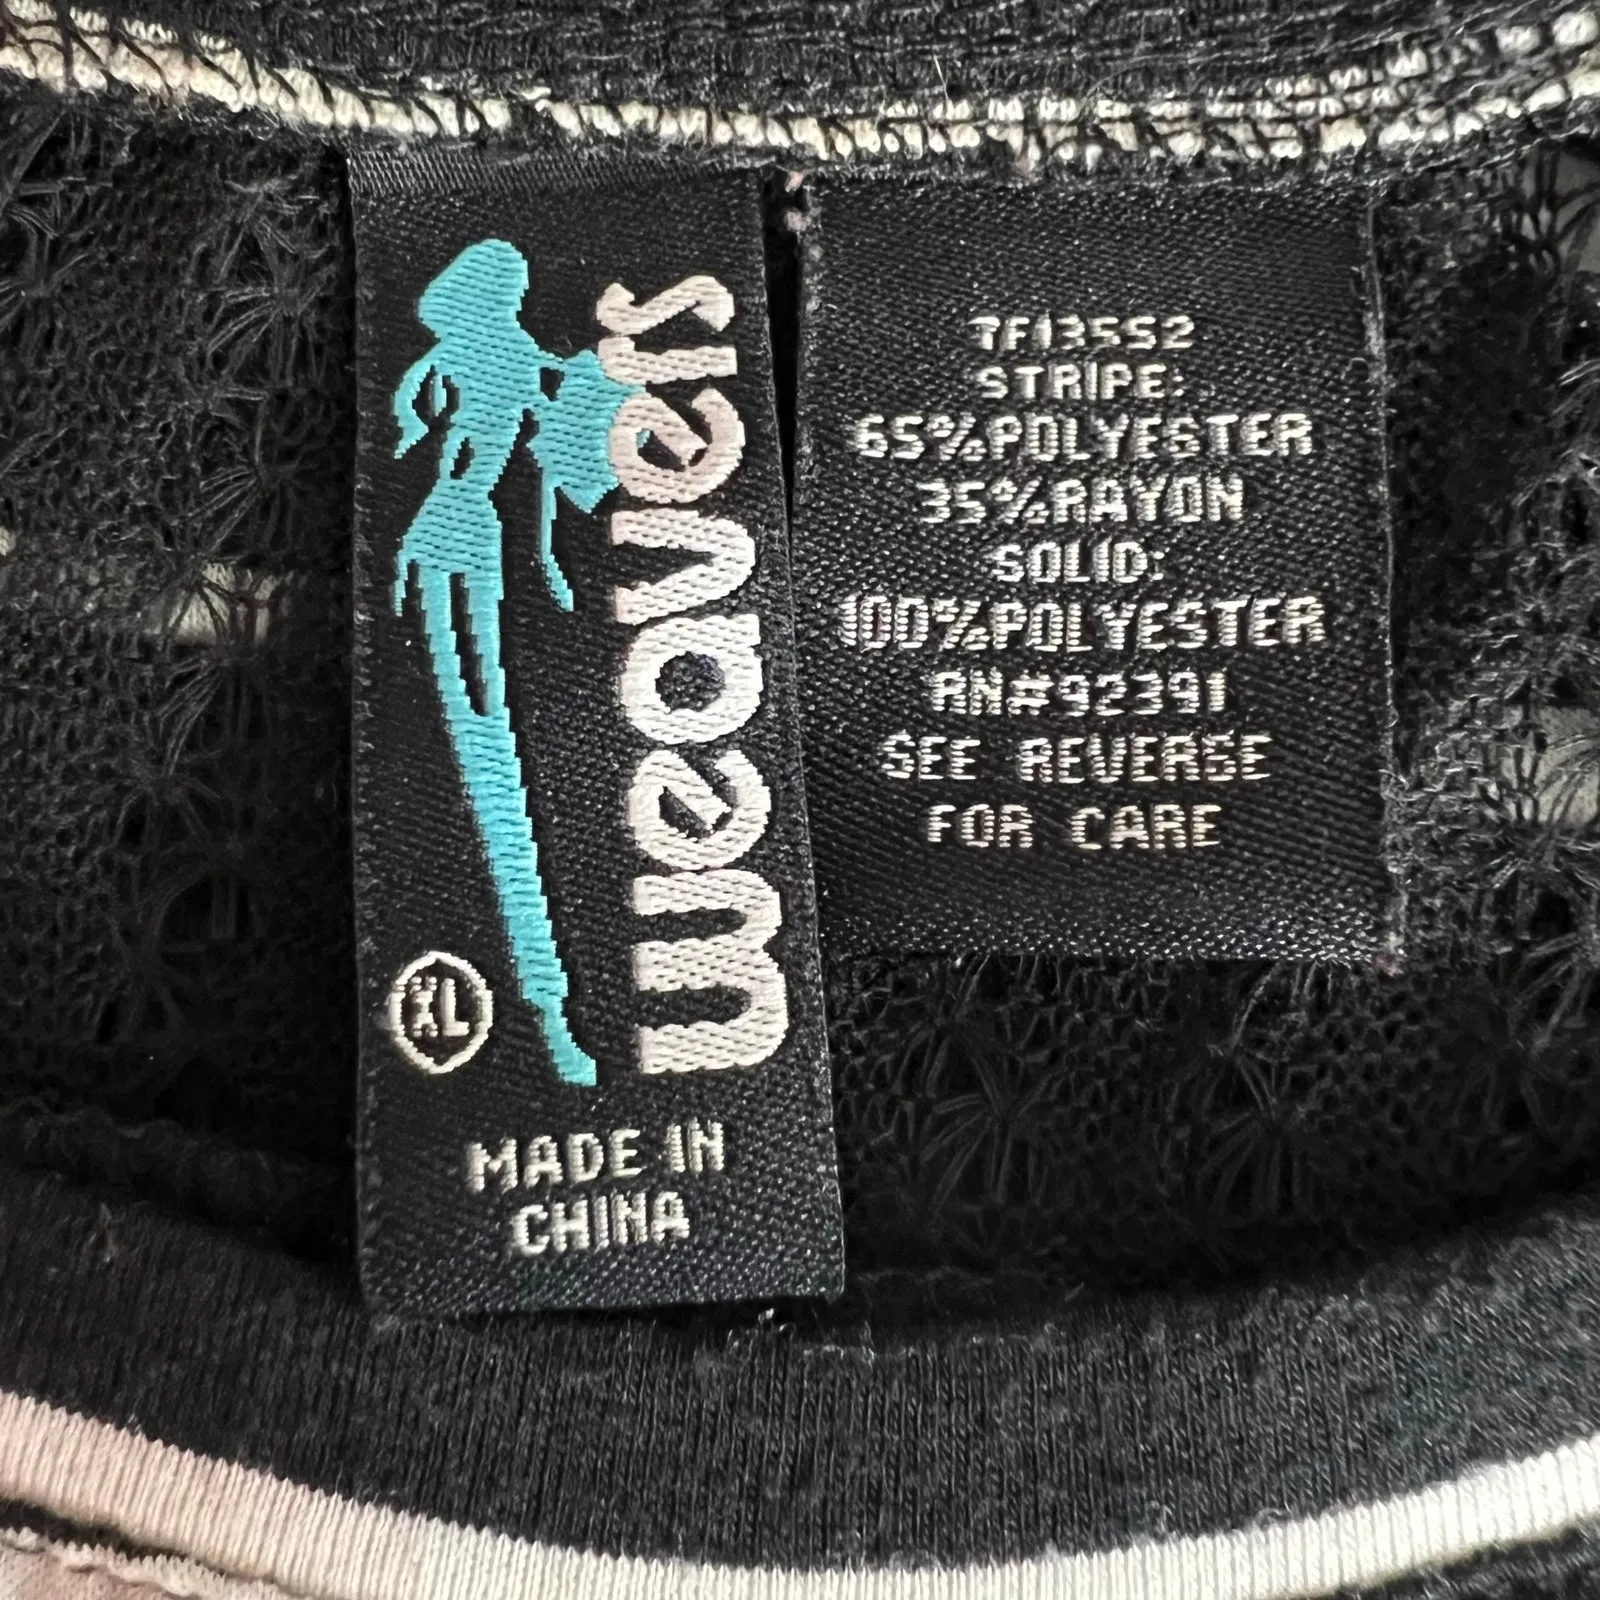 weavers
XL
MADE IN
CHINA
TF135S2
STRIPE:
65%POLYESTER
35%RAYON
SOLID:
100%POLYESTER
RN#92391
SEE REVERSE
FOR CARE